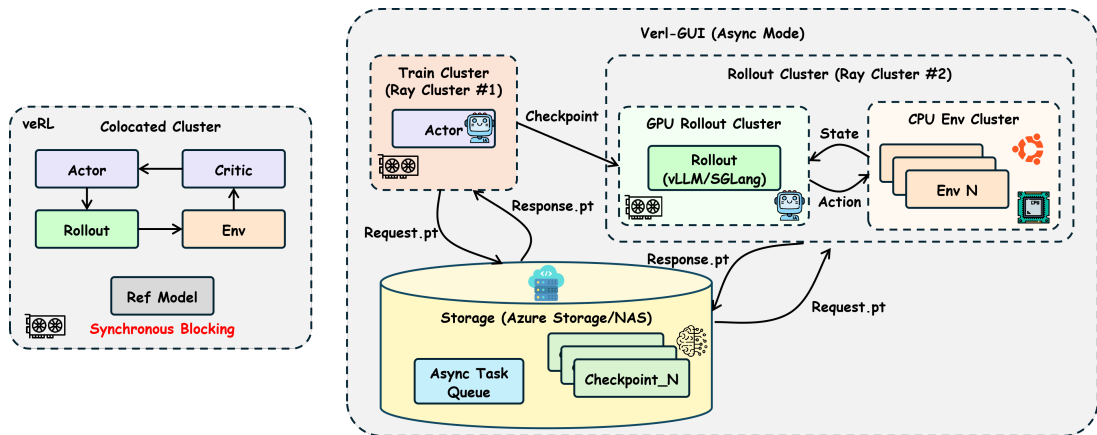 veRL
Colocated Cluster
Actor
Critic
Rollout
Env
Ref Model
Synchronous Blocking
Verl-GUI (Async Mode)
Train Cluster
(Ray Cluster #1)
Actor
Checkpoint
Rollout Cluster (Ray Cluster #2)
GPU Rollout Cluster
Rollout
(vLLM/SGLang)
State
Action
CPU Env Cluster
Env N
CPU
Request.pt
Response.pt
Response.pt
Request.pt
Storage (Azure Storage/NAS)
Async Task
Queue
Checkpoint_N